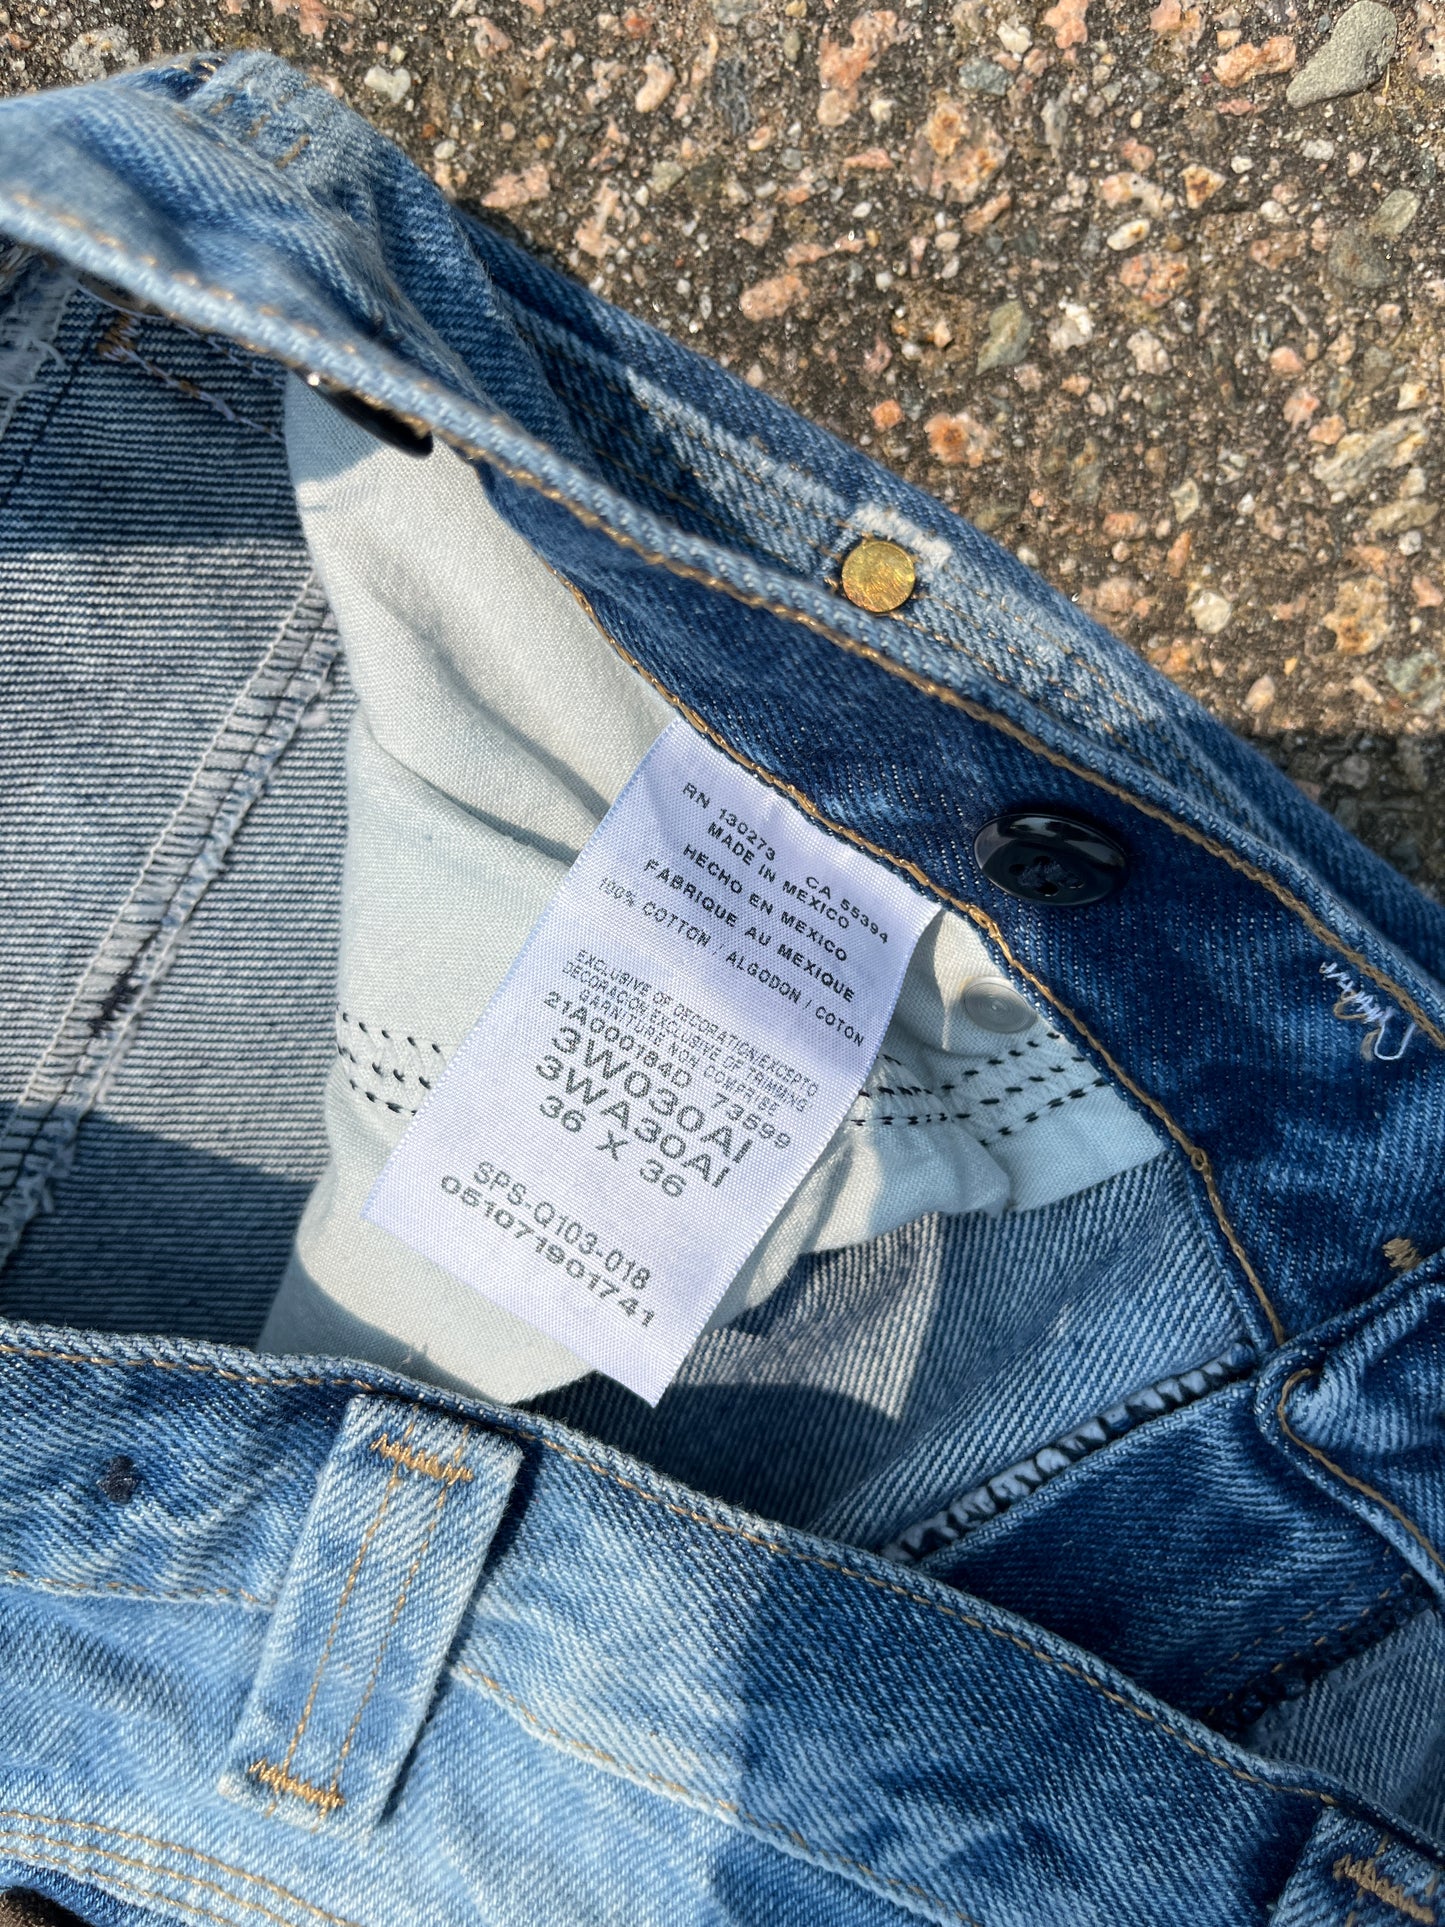 RN 130273 CA 55394
MADE IN MEXICO
HECHO EN MEXICO
FABRIQUE AU MEXIQUE
100% COTTON / ALGODON / COTON
EXCLUSIVE OF DECORATION/EXCEPTO
DECORACION/EXCLUSIVE OF TRIMMING
GARNITURE NON COMPRISE
21A000184D 73599
3W030AI
3WA30AI
36 X 36
SPS-Q103-018
051071901741